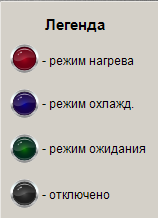 Легенда
- режим нагрева
- режим охлажд.
- режим ожидания
- отключено